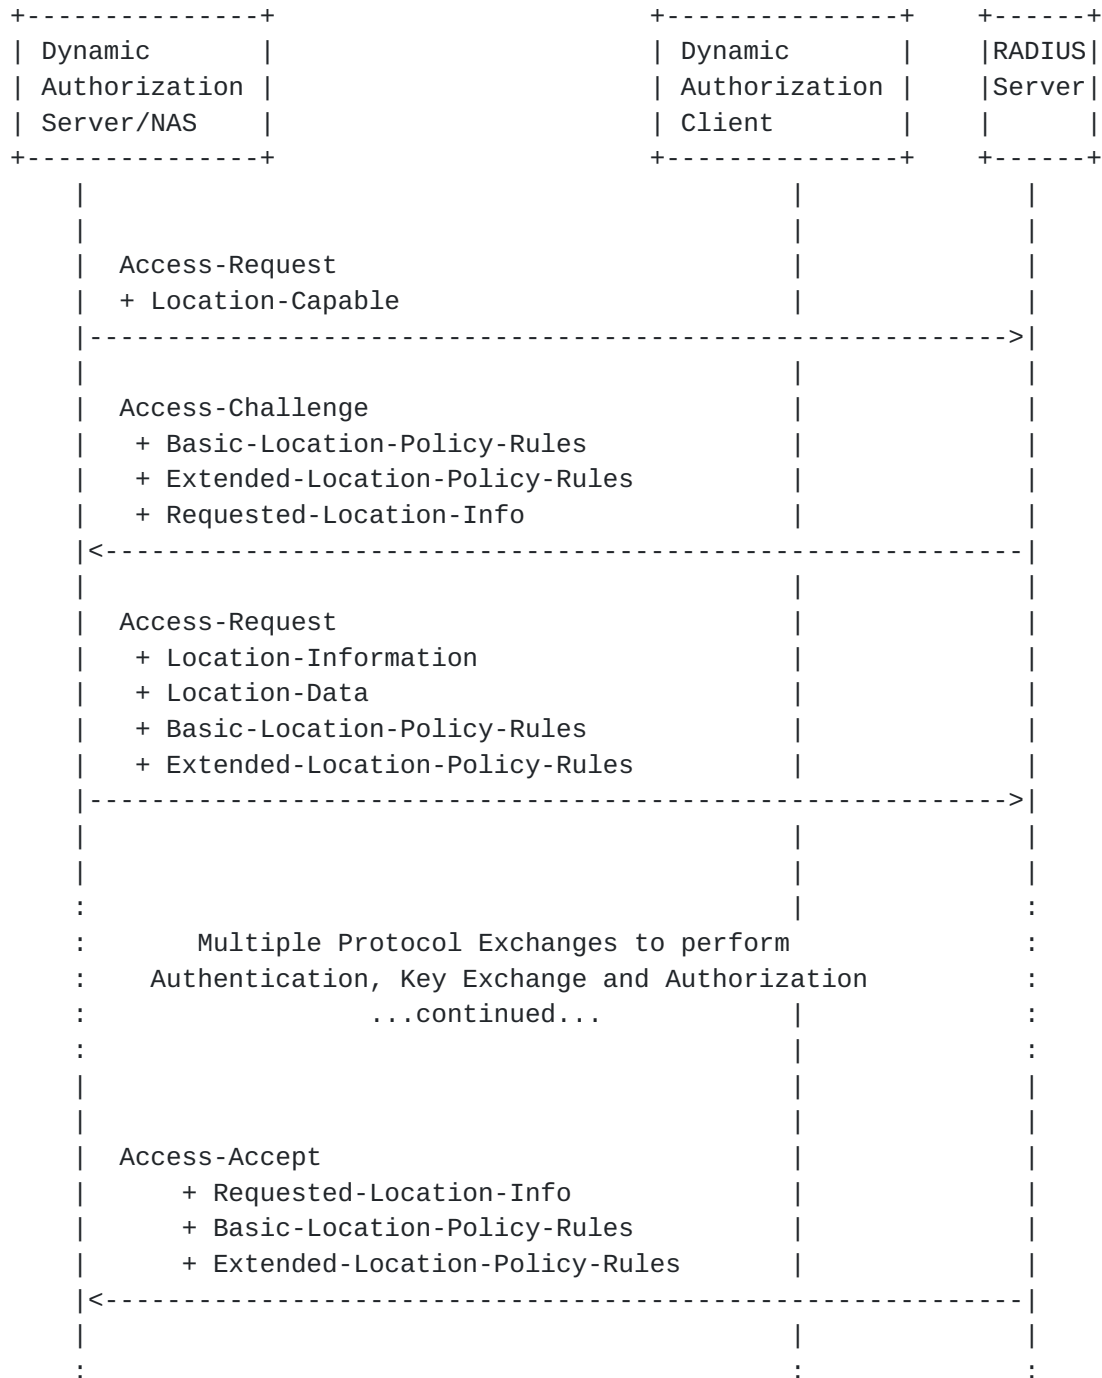 +---------------+                        +---------------+    +------+
| Dynamic       |                        | Dynamic       |    |RADIUS|
| Authorization |                        | Authorization |    |Server|
| Server/NAS    |                        | Client        |    |      |
+---------------+                        +---------------+    +------+
    |                                             |              |
    |                                             |              |
    |  Access-Request                             |              |
    |  + Location-Capable                         |              |
    |----------------------------------------------------------->|
    |                                             |              |
    |  Access-Challenge                           |              |
    |   + Basic-Location-Policy-Rules             |              |
    |   + Extended-Location-Policy-Rules          |              |
    |   + Requested-Location-Info                 |              |
    |<-----------------------------------------------------------|
    |                                             |              |
    |  Access-Request                             |              |
    |   + Location-Information                    |              |
    |   + Location-Data                           |              |
    |   + Basic-Location-Policy-Rules             |              |
    |   + Extended-Location-Policy-Rules          |              |
    |----------------------------------------------------------->|
    |                                             |              |
    |                                             |              |
    :                                             |              :
    :       Multiple Protocol Exchanges to perform               :
    :    Authentication, Key Exchange and Authorization          :
    :                  ...continued...            |              :
    :                                             |              :
    |                                             |              |
    |                                             |              |
    |  Access-Accept                              |              |
    |      + Requested-Location-Info              |              |
    |      + Basic-Location-Policy-Rules          |              |
    |      + Extended-Location-Policy-Rules       |              |
    |<-----------------------------------------------------------|
    |                                             |              |
    :                                             :              :